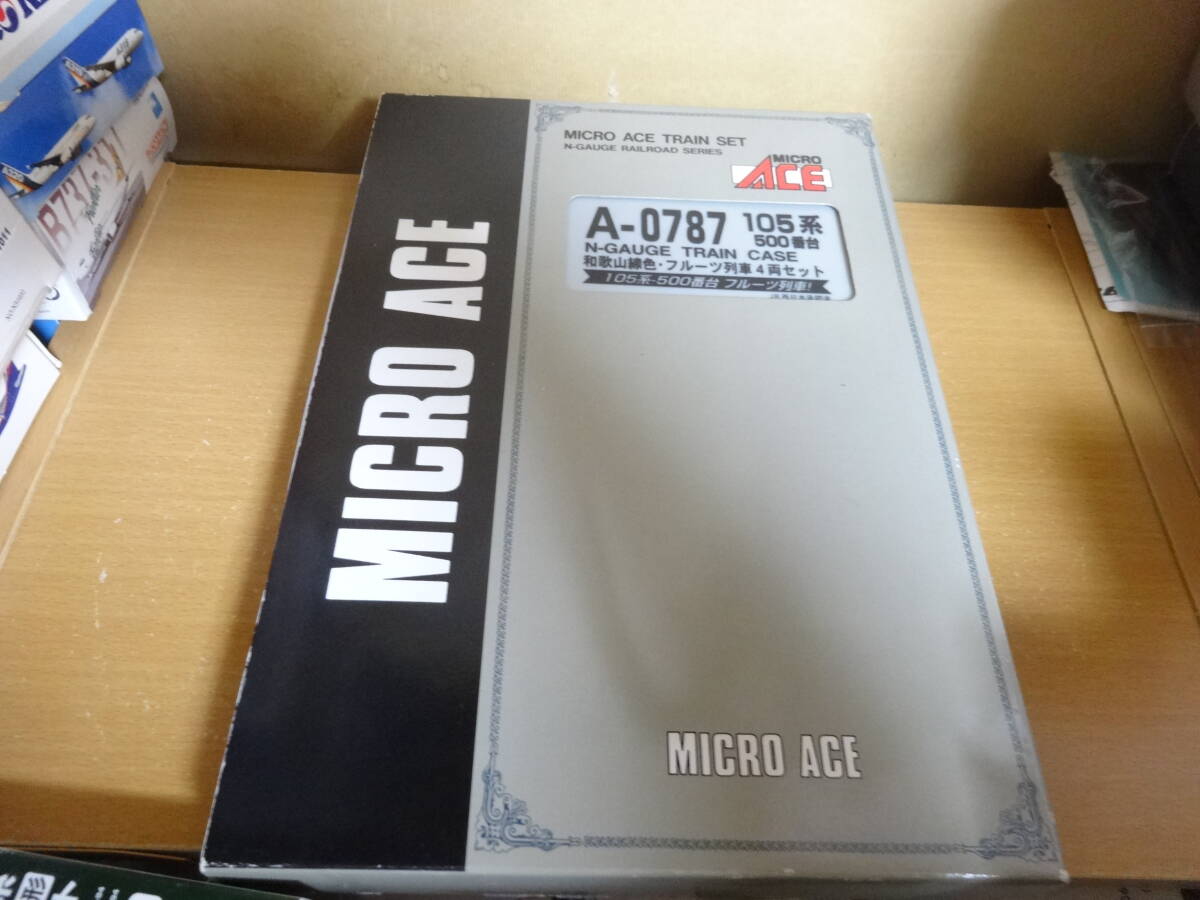 MICRO ACE
MICRO ACE TRAIN SET
N-GAUGE RAILROAD SERIES
MICRO
ACE
A-0787 105系
500番台
N-GAUGE TRAIN CASE
和歌山線色・フルーツ列車4両セット
105系-500番台 フルーツ列車!
MICRO ACE
B737-5